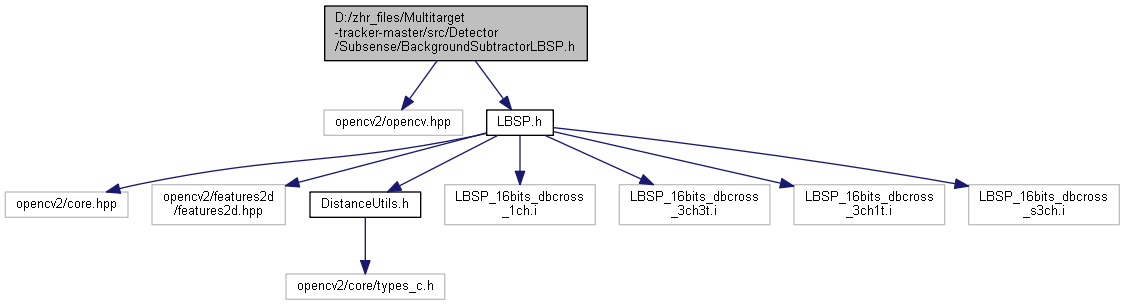 D:/zhr_files/Multitarget
-tracker-master/src/Detector
/Subsense/BackgroundSubtractorLBSP.h
opencv2/opencv.hpp
LBSP.h
opencv2/core.hpp
opencv2/features2d
/features2d.hpp
DistanceUtils.h
LBSP_16bits_dbcross
_1ch.i
LBSP_16bits_dbcross
_3ch3t.i
LBSP_16bits_dbcross
_3ch1t.i
LBSP_16bits_dbcross
_s3ch.i
opencv2/core/types_c.h